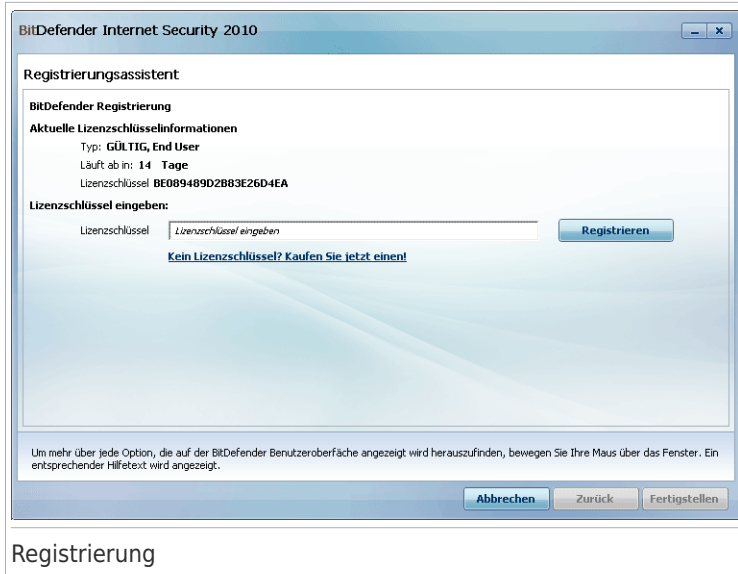 BitDefender Internet Security 2010
Registrierungsassistent
BitDefender Registrierung
Aktuelle Lizenzschlüsselinformationen
Typ: GÜLTIG, End User
Läuft ab in: 14 Tage
Lizenzschlüssel BE089489D2B83E26D4EA
Lizenzschlüssel eingeben:
Lizenzschlüssel Lizenzschlüssel eingeben Registrieren
Kein Lizenzschlüssel? Kaufen Sie jetzt einen!
Um mehr über jede Option, die auf der BitDefender Benutzeroberfäche angezeigt wird herauszufinden, bewegen Sie Ihre Maus über das Fenster. Ein
entsprechender Hilfetext wird angezeigt.
Abbrechen Zurück Fertigstellen
Registrierung